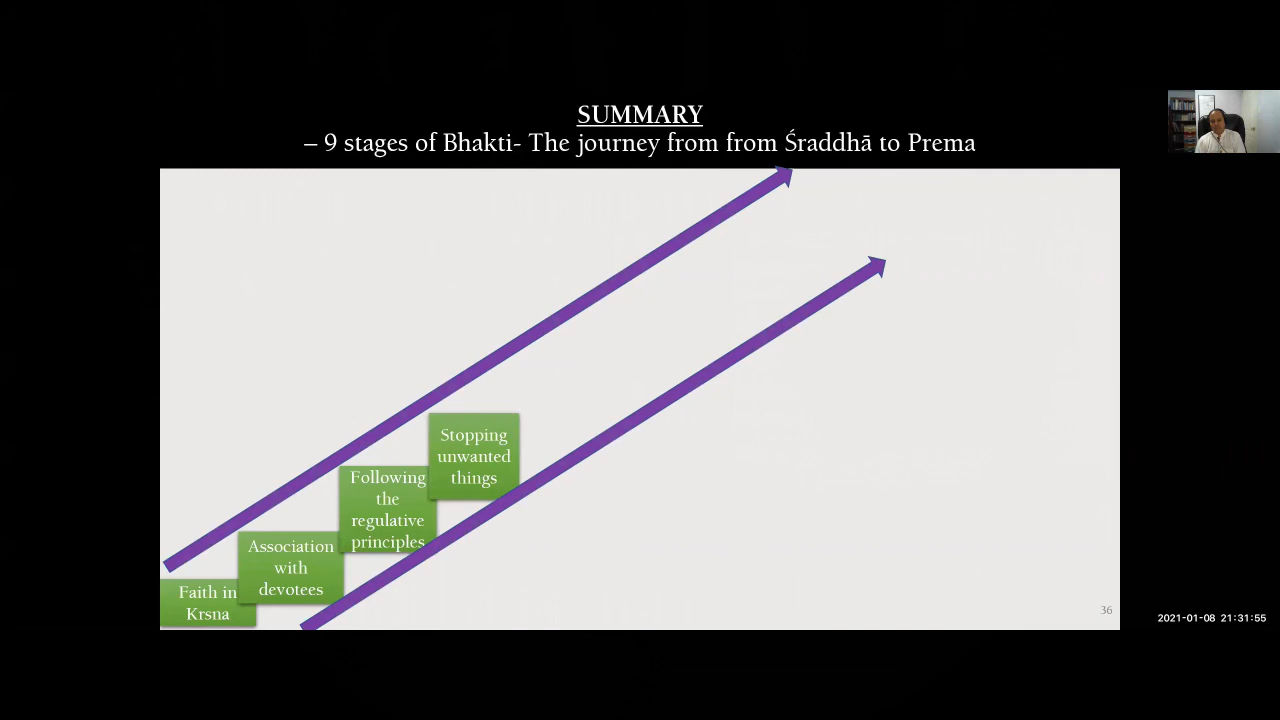 SUMMARY
– 9 stages of Bhakti- The journey from from Śraddhā to Prema
Stopping
unwanted
things
Following
the
regulative
principles
Association
with
devotees
Faith in
Krsna
36
2021-01-08 21:31:55